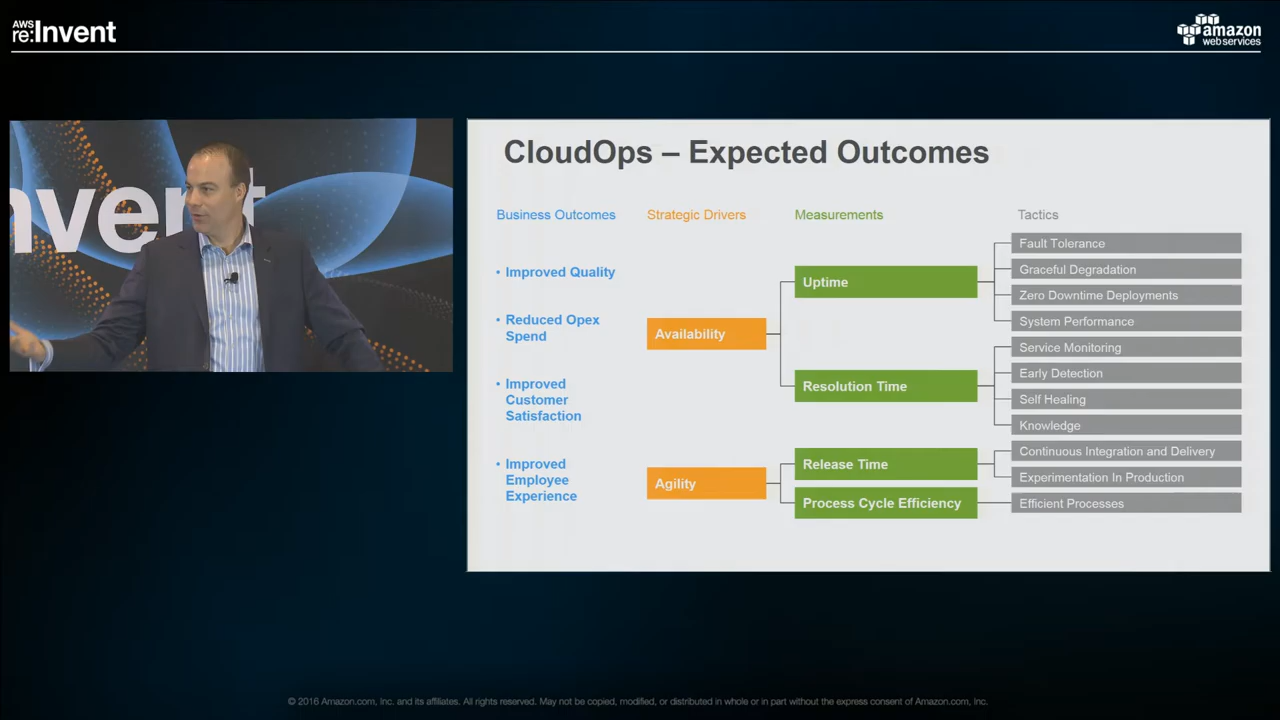 AWS
re:Invent
amazon
web services
nvent
CloudOps – Expected Outcomes
Business Outcomes
Strategic Drivers
Measurements
Tactics
• Improved Quality
• Reduced Opex
Spend
• Improved
Customer
Satisfaction
• Improved
Employee
Experience
Availability
Agility
Uptime
Resolution Time
Release Time
Process Cycle Efficiency
Fault Tolerance
Graceful Degradation
Zero Downtime Deployments
System Performance
Service Monitoring
Early Detection
Self Healing
Knowledge
Continuous Integration and Delivery
Experimentation In Production
Efficient Processes
© 2016 Amazon.com, Inc. and its affiliates. All rights reserved. May not be copied, modified, or distributed in whole or in part without the express consent of Amazon.com, Inc.